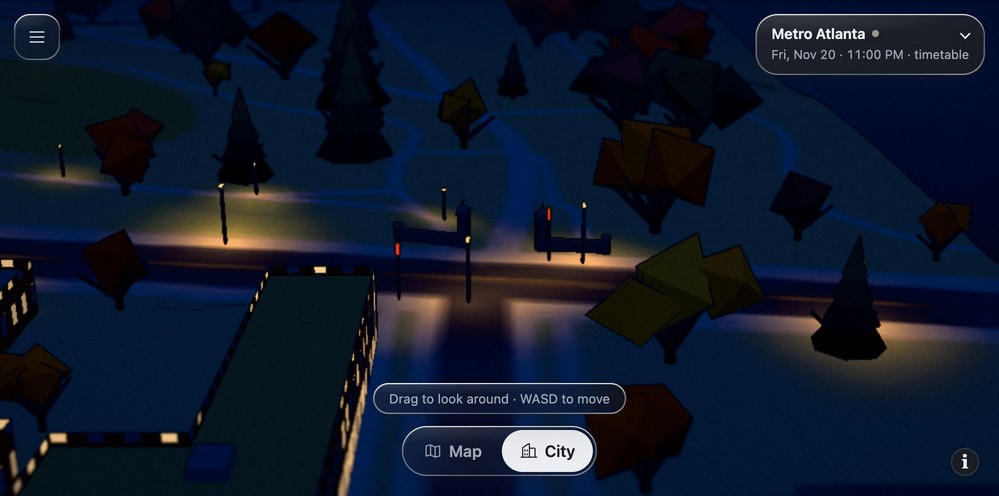 Metro Atlanta
Fri, Nov 20 · 11:00 PM · timetable
Drag to look around · WASD to move
Map
City
i